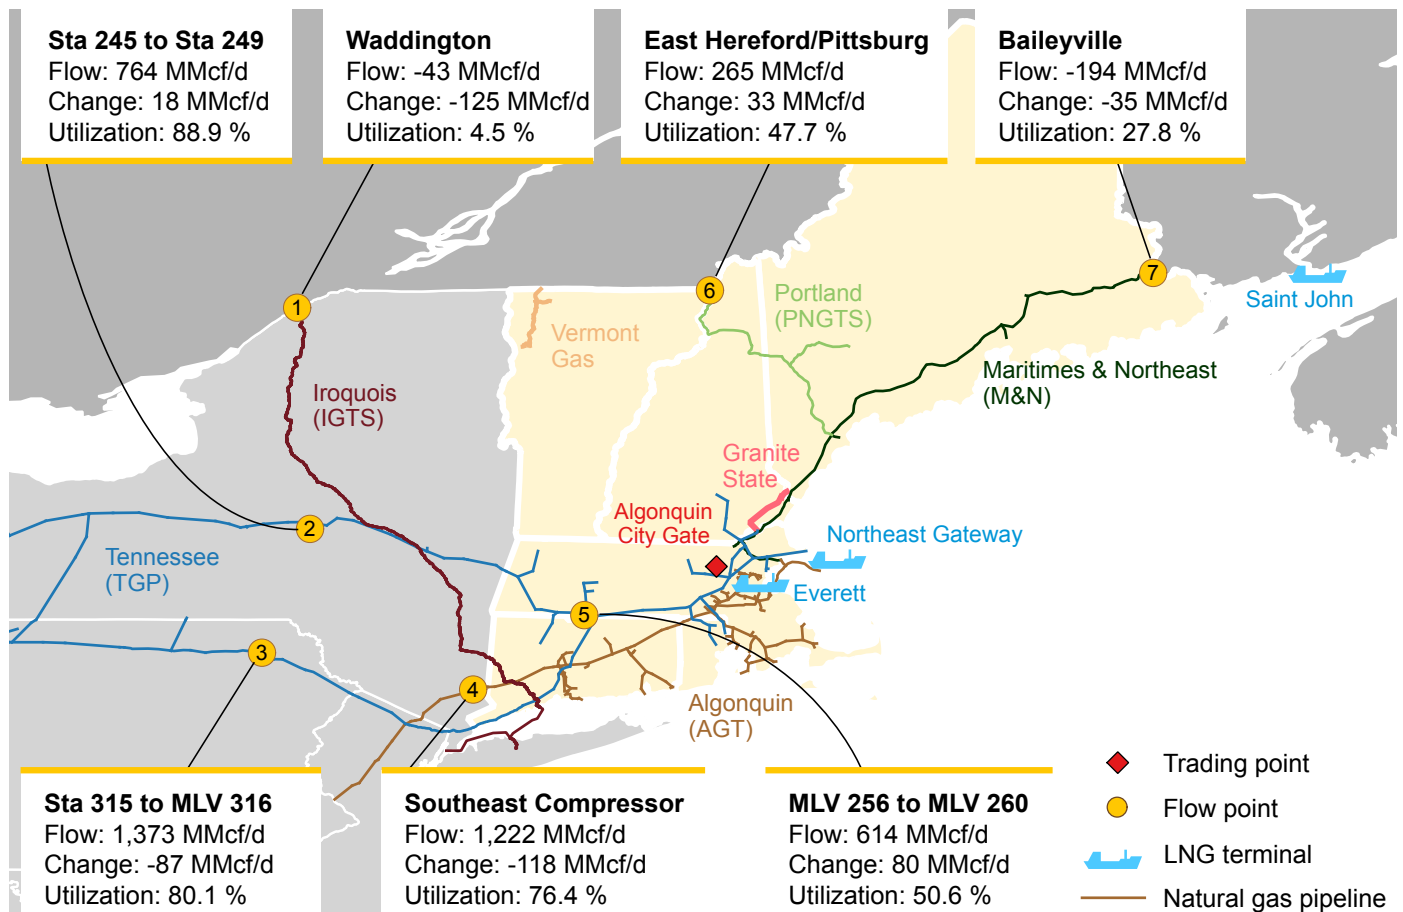 Sta 245 to Sta 249
Flow: 764 MMcf/d
Change: 18 MMcf/d
Utilization: 88.9 %
Waddington
Flow: -43 MMcf/d
Change: -125 MMcf/d
Utilization: 4.5 %
East Hereford/Pittsburg
Flow: 265 MMcf/d
Change: 33 MMcf/d
Utilization: 47.7 %
Baileyville
Flow: -194 MMcf/d
Change: -35 MMcf/d
Utilization: 27.8 %
1
2
3
4
5
6
7
Vermont
Gas
Portland
(PNGTS)
Saint John
Iroquois
(IGTS)
Maritimes & Northeast
(M&N)
Granite
State
Algonquin
City Gate
Northeast Gateway
Tennessee
(TGP)
Everett
Algonquin
(AGT)
Sta 315 to MLV 316
Flow: 1,373 MMcf/d
Change: -87 MMcf/d
Utilization: 80.1 %
Southeast Compressor
Flow: 1,222 MMcf/d
Change: -118 MMcf/d
Utilization: 76.4 %
MLV 256 to MLV 260
Flow: 614 MMcf/d
Change: 80 MMcf/d
Utilization: 50.6 %
Trading point
Flow point
LNG terminal
Natural gas pipeline